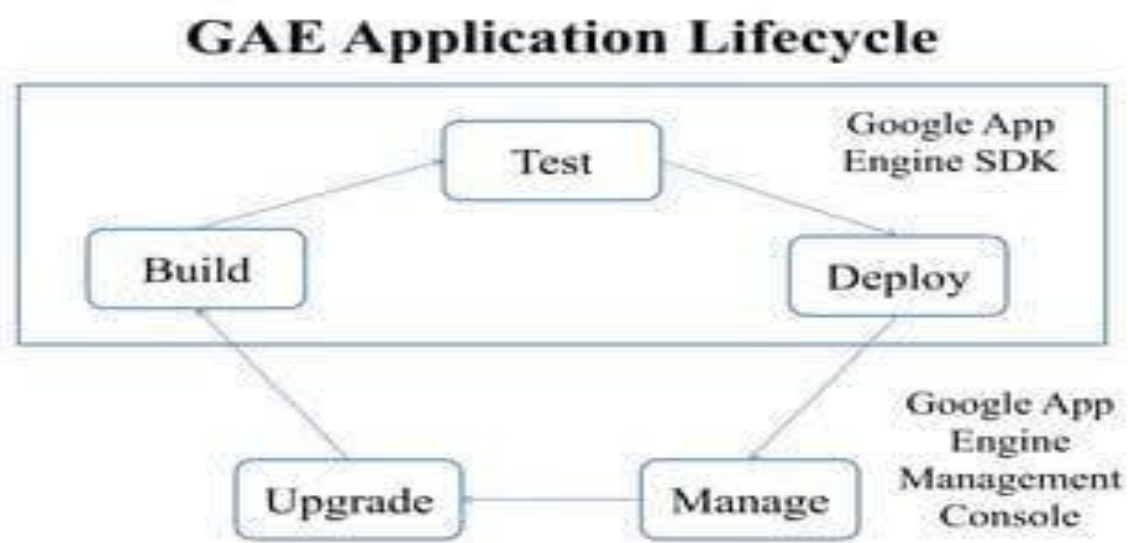 GAE Application Lifecycle
Google App
Engine SDK
Test
Build
Deploy
Google App
Engine
Management
Console
Upgrade
Manage